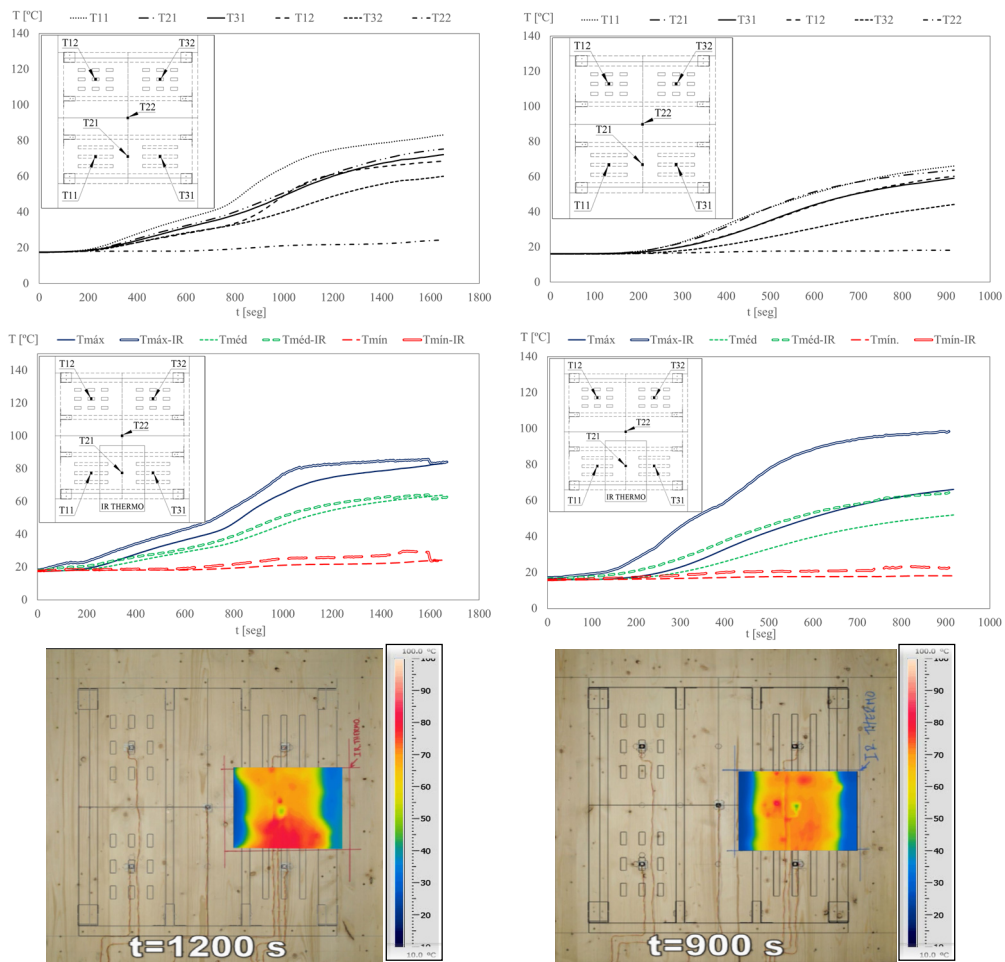 T [ºC] T11 T21 T31 T12 T32 T22
140
120
100
80
60
40
20
0
0 200 400 600 800 1000 1200 1400 1600 1800
t [seg]
T12 T32
T22
T21
T11 T31
T [ºC] T11 T21 T31 T12 T32 T22
140
120
100
80
60
40
20
0
0 100 200 300 400 500 600 700 800 900 1000
t [seg]
T12 T32
T22
T21
T11 T31
T [ºC] Tmáx Tmáx-IR Tméd Tméd-IR Tmín Tmín-IR
140
120
100
80
60
40
20
0
0 200 400 600 800 1000 1200 1400 1600 1800
t [seg]
T12 T32
T22
T21
T11 T31
IR THERMO
T [ºC] Tmáx Tmáx-IR Tméd Tméd-IR Tmín. Tmín-IR
140
120
100
80
60
40
20
0
0 100 200 300 400 500 600 700 800 900 1000
t [seg]
T12 T32
T22
T21
T11 T31
IR THERMO
I.R. THERMO.
t=1200 s
100.0 ºC
100
90
80
70
60
50
40
30
20
10
10.0 ºC
I.R. THERMO
t=900 s
100.0 ºC
100
90
80
70
60
50
40
30
20
10
10.0 ºC